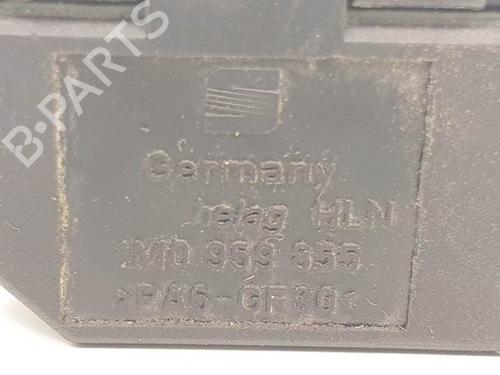 B-PARTS
Germany
helag HLN
1M0 959 855
>PA6-GF30<